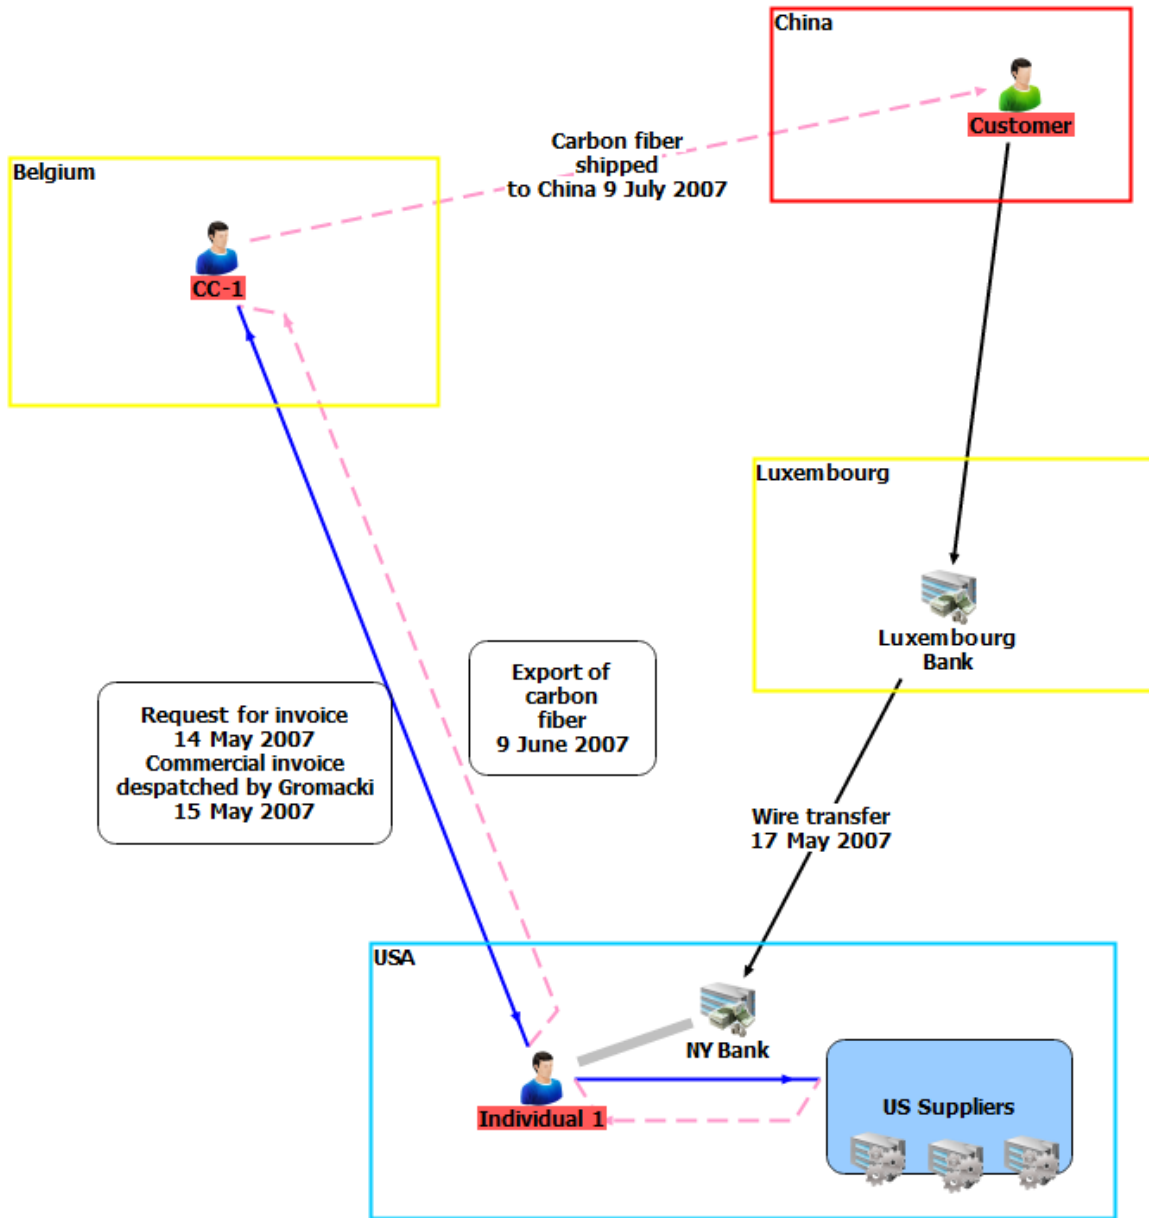 China
Customer
Carbon fiber
shipped
to China 9 July 2007
Belgium
CC-1
Luxembourg
Luxembourg
Bank
Export of
carbon
fiber
9 June 2007
Request for invoice
14 May 2007
Commercial invoice
despatched by Gromacki
15 May 2007
Wire transfer
17 May 2007
USA
NY Bank
Individual 1
US Suppliers